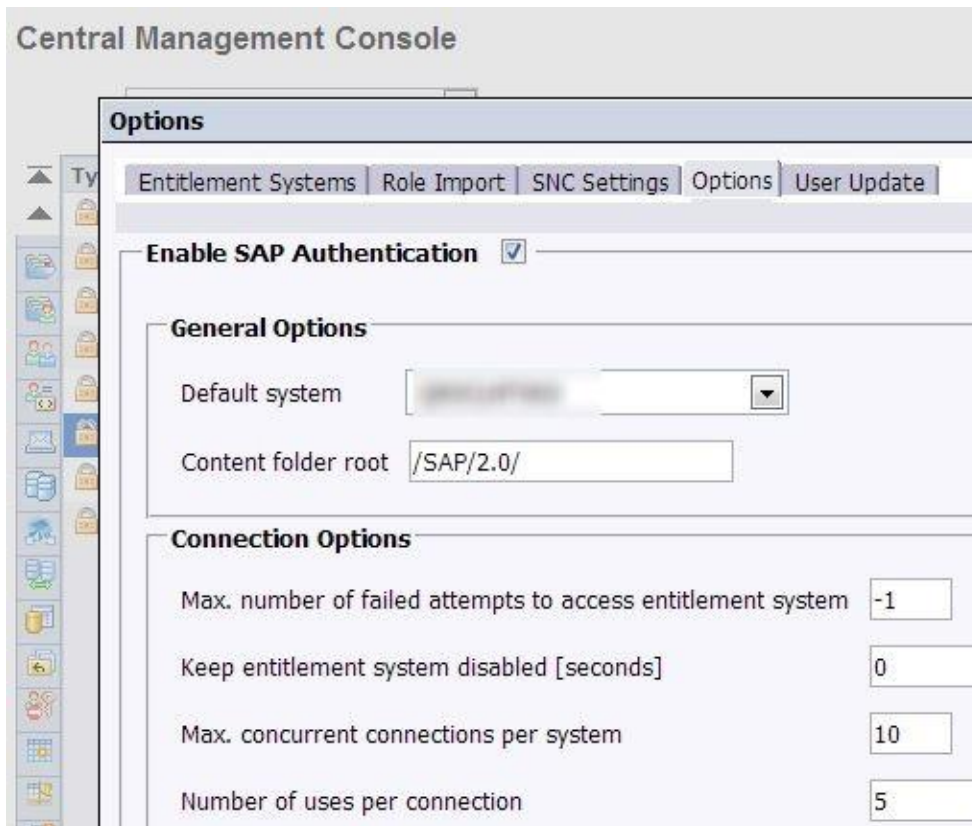 Central Management Console
Options
Ty
Entitlement Systems Role Import SNC Settings Options User Update
Enable SAP Authentication
General Options
Default system
Content folder root /SAP/2.0/
Connection Options
Max. number of failed attempts to access entitlement system -1
Keep entitlement system disabled [seconds] 0
Max. concurrent connections per system 10
Number of uses per connection 5